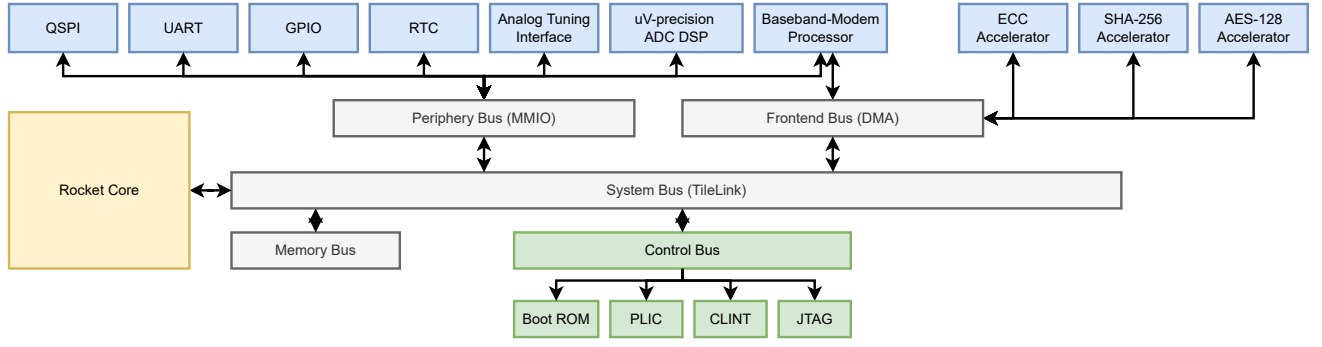 QSPI
UART
GPIO
RTC
Analog Tuning
Interface
uV-precision
ADC DSP
Baseband-Modem
Processor
ECC
Accelerator
SHA-256
Accelerator
AES-128
Accelerator
Periphery Bus (MMIO)
Frontend Bus (DMA)
Rocket Core
System Bus (TileLink)
Memory Bus
Control Bus
Boot ROM
PLIC
CLINT
JTAG